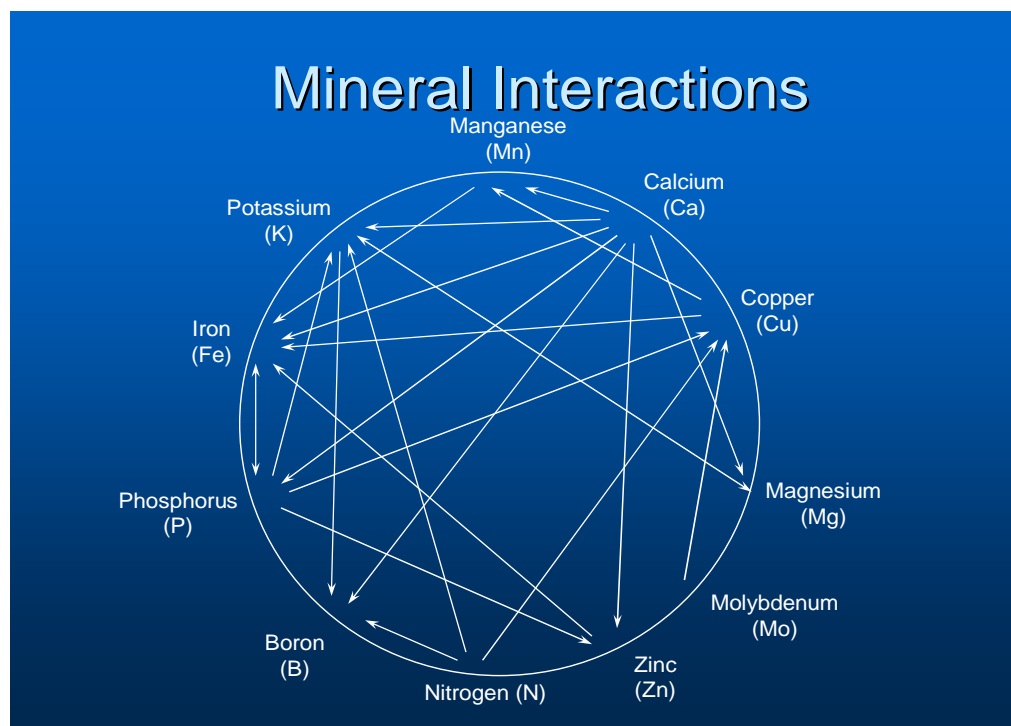 Mineral Interactions
Manganese
(Mn)
Calcium
(Ca)
Potassium
(K)
Copper
(Cu)
Iron
(Fe)
Magnesium
(Mg)
Phosphorus
(P)
Molybdenum
(Mo)
Boron
(B)
Zinc
(Zn)
Nitrogen (N)